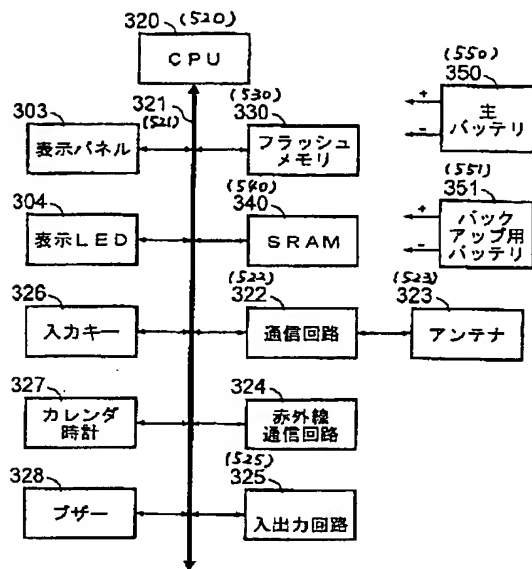 320 (520)
CPU
321
(521)
303
表示パネル
(530)
330
フラッシュ
メモリ
(550)
350
+
-
主
バッテリ
304
表示LED
(540)
340
SRAM
(551)
351
+
-
バック
アップ用
バッテリ
326
入力キー
(522)
322
通信回路
(523)
323
アンテナ
327
カレンダ
時計
324
赤外線
通信回路
328
ブザー
(525)
325
入出力回路